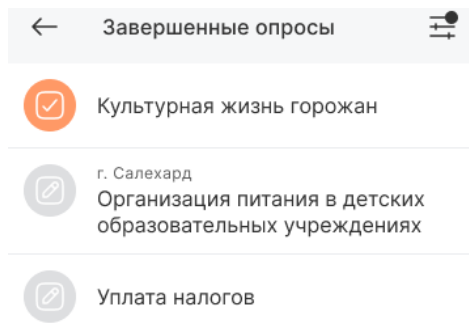 Завершенные опросы
Культурная жизнь горожан
г. Салехард
Организация питания в детских
образовательных учреждениях
Уплата налогов